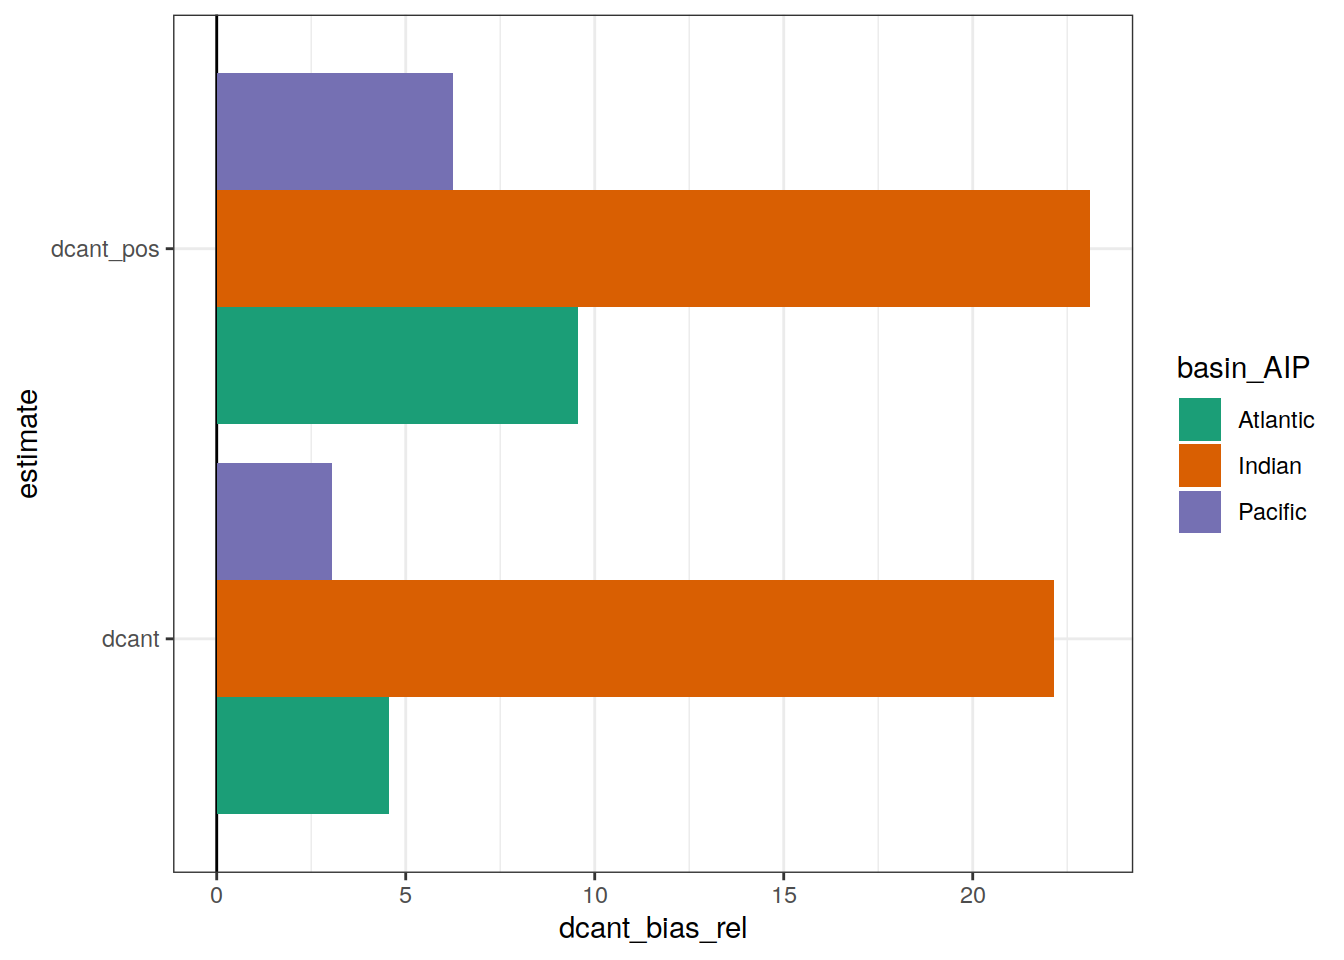 dcant_pos
dcant
estimate
0 5 10 15 20
dcant_bias_rel
basin_AIP
Atlantic
Indian
Pacific